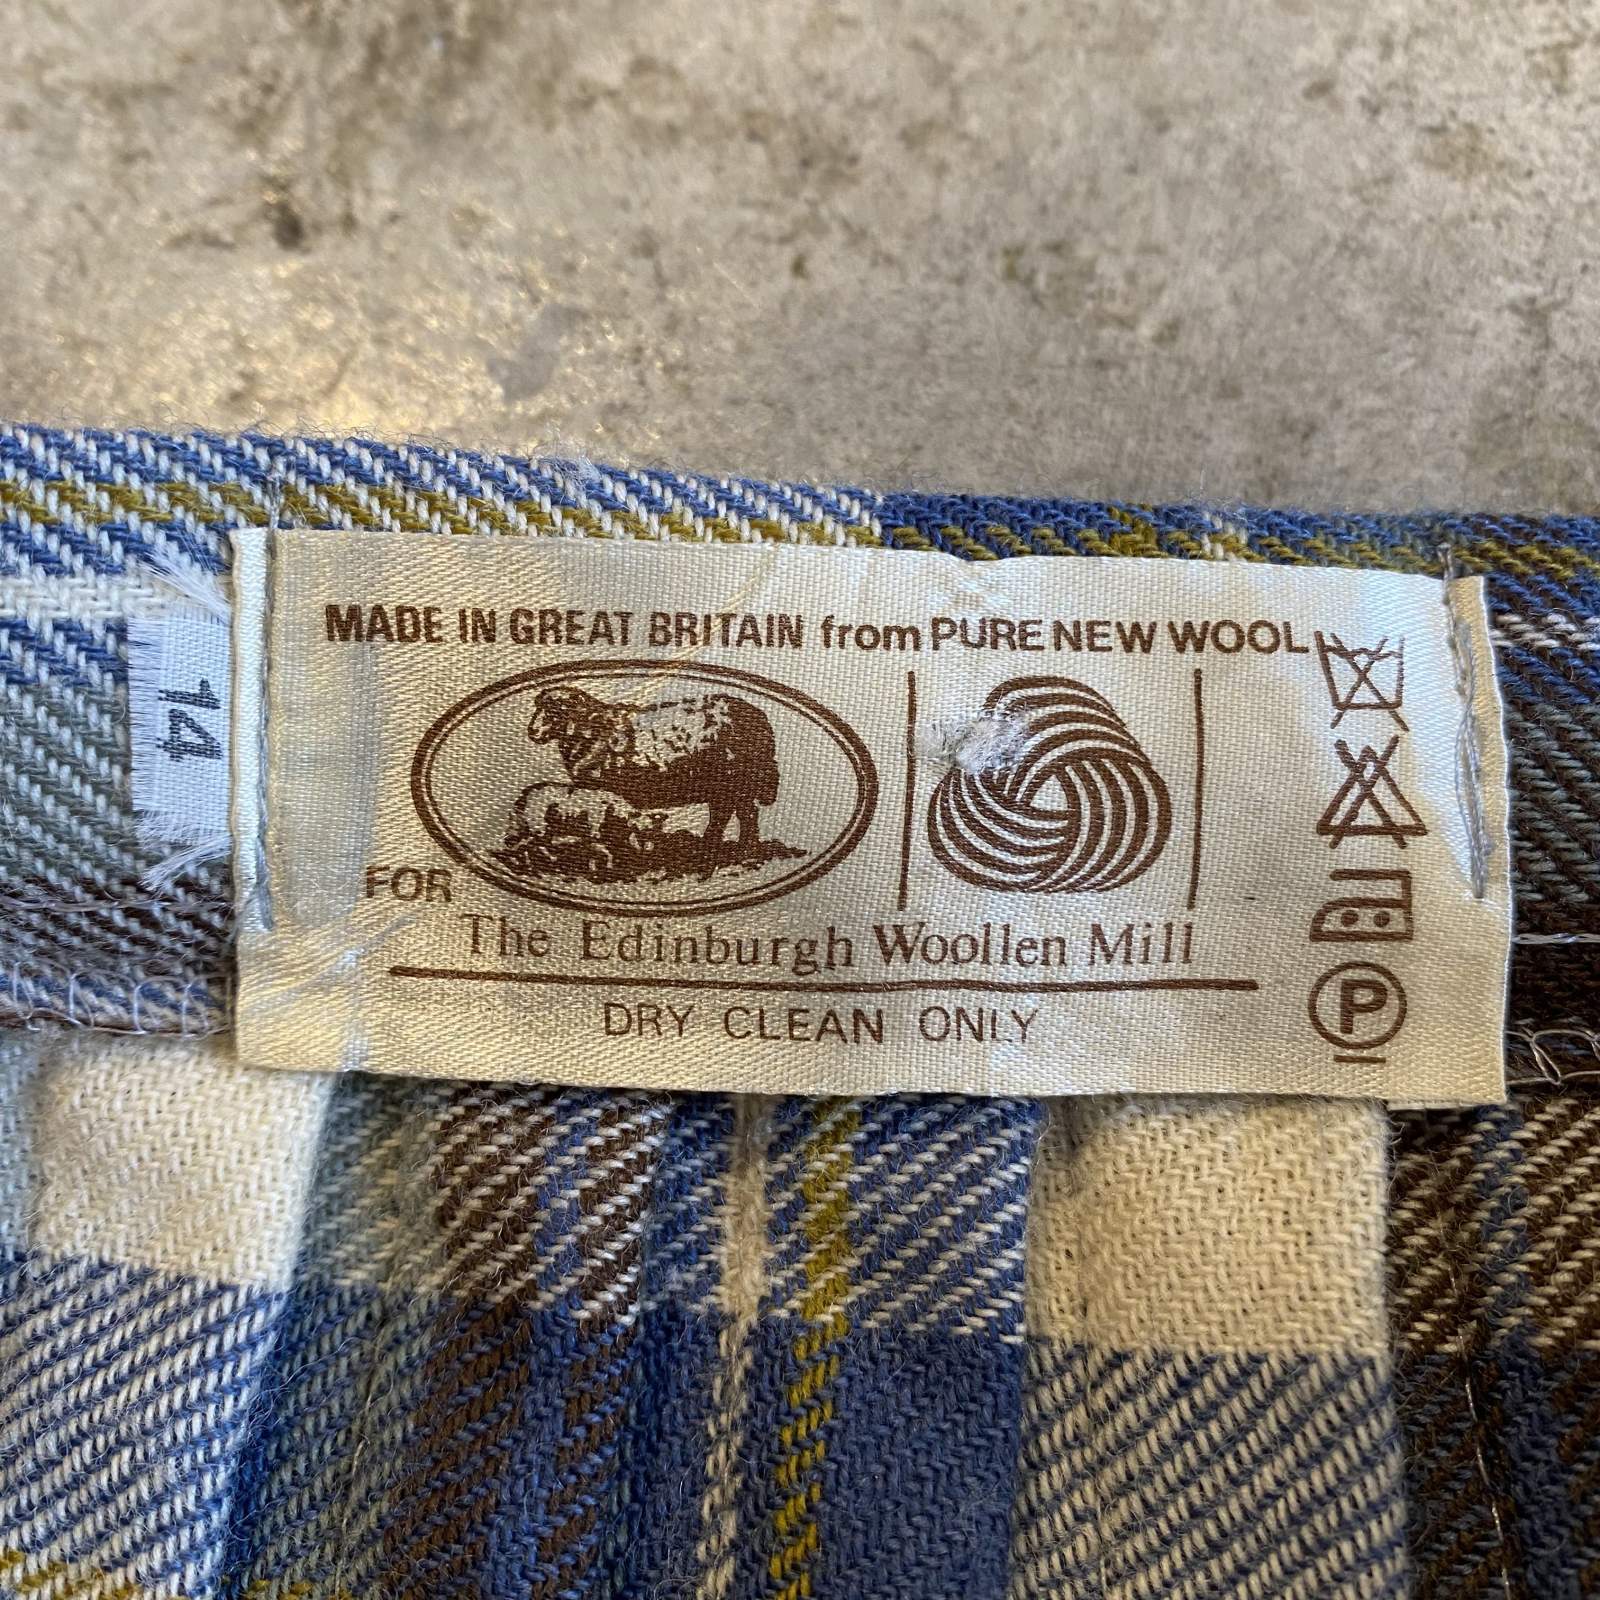 MADE IN GREAT BRITAIN from PURE NEW WOOL
14
FOR
The Edinburgh Woollen Mill
DRY CLEAN ONLY
P